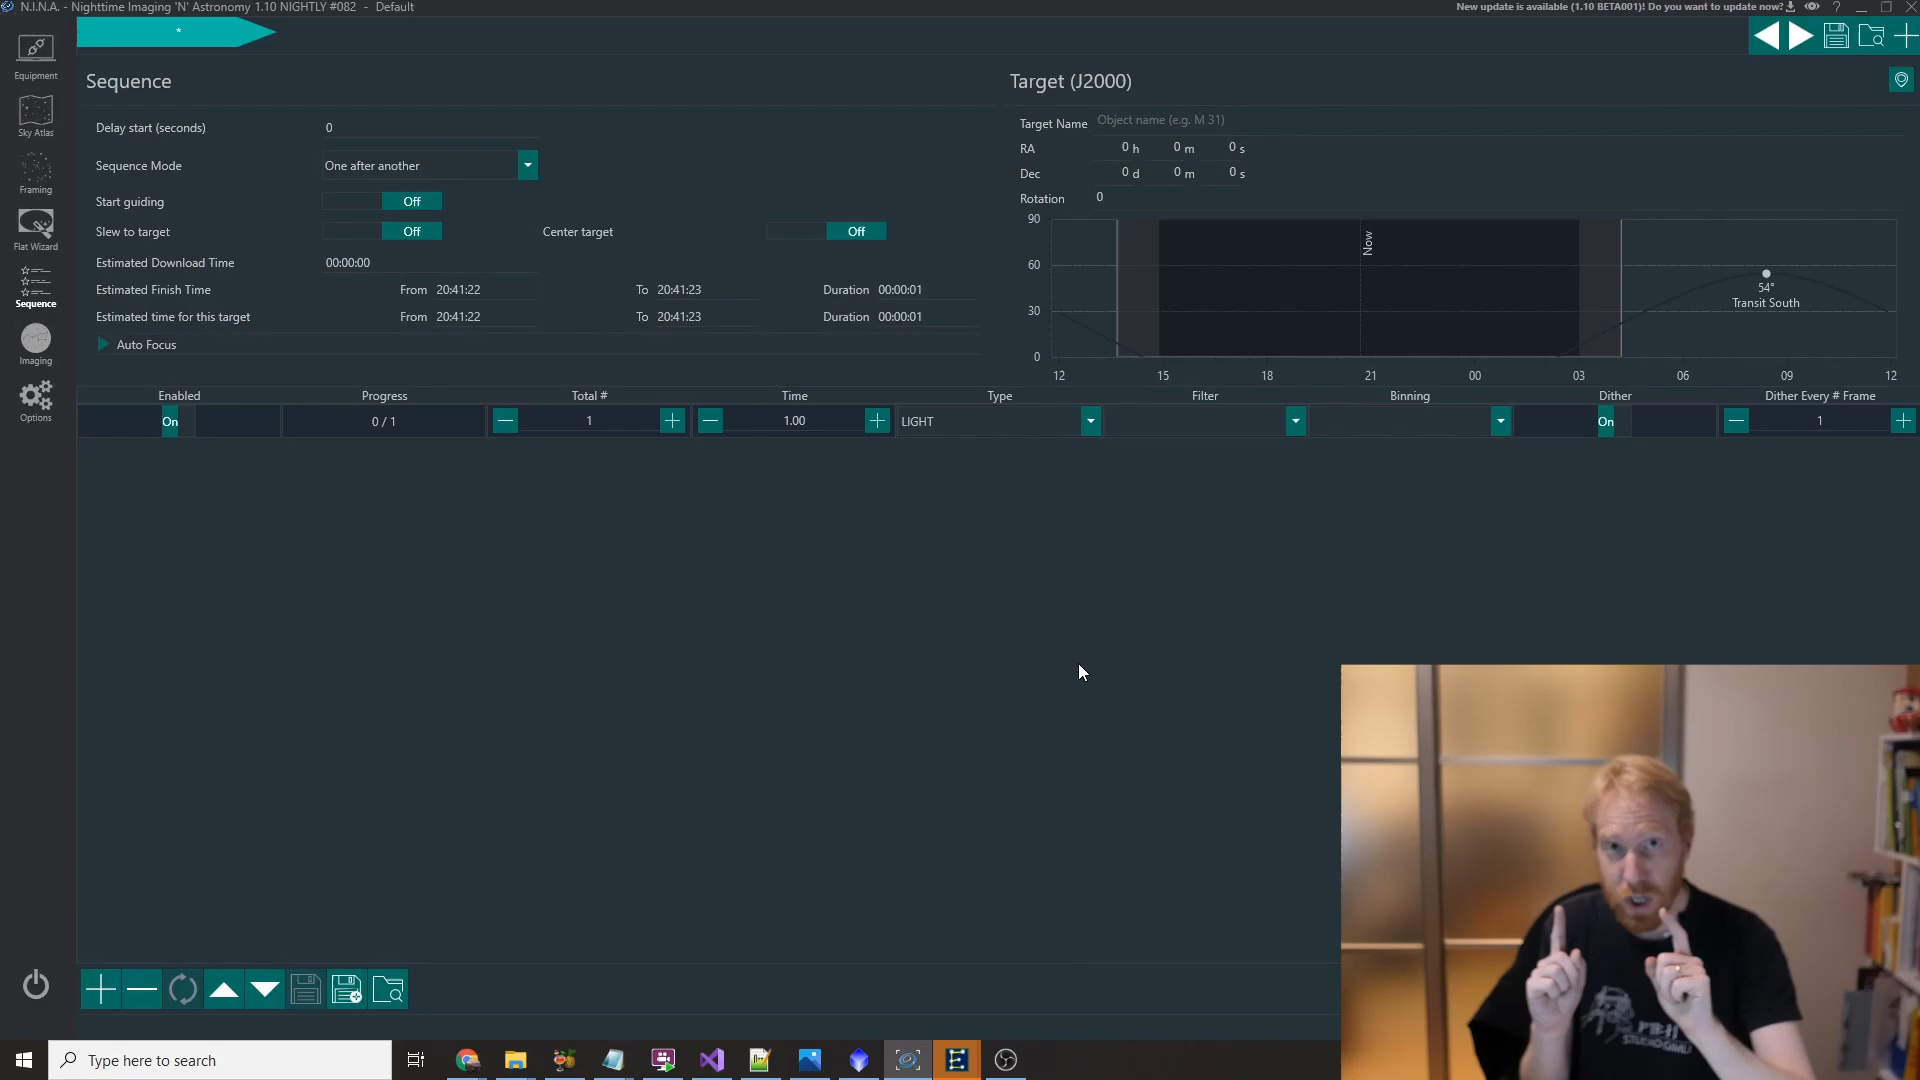 N.I.N.A. - Nighttime Imaging 'N' Astronomy 1.10 NIGHTLY #082 - Default
New update is available (1.10 BETA001)! Do you want to update now?
*
Equipment
Sky Atlas
Framing
Flat Wizard
Sequence
Imaging
Options
Sequence
Delay start (seconds) 0
Sequence Mode One after another
Start guiding Off
Slew to target Off Center target Off
Estimated Download Time 00:00:00
Estimated Finish Time From 20:41:22 To 20:41:23 Duration 00:00:01
Estimated time for this target From 20:41:22 To 20:41:23 Duration 00:00:01
Auto Focus
Target (J2000)
Target Name Object name (e.g. M 31)
RA 0 h 0 m 0 s
Dec 0 d 0 m 0 s
Rotation 0
90
60
30
0
Now
54°
Transit South
12 15 18 21 00 03 06 09 12
Enabled Progress Total # Time Type Filter Binning Dither Dither Every # Frame
On 0 / 1 1 1.00 LIGHT On 1
Type here to search
STUDIO GIBLI